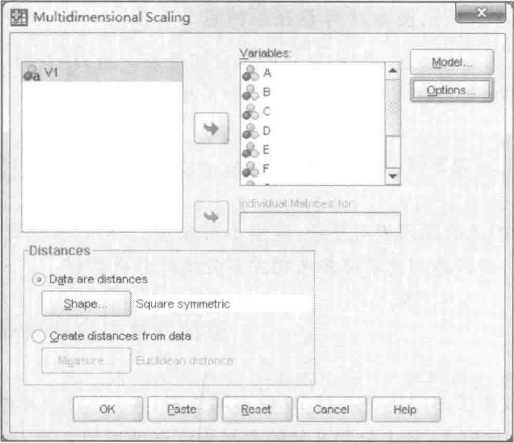 Multidimensional Scaling
V1
Variables:
A
B
C
D
E
F
Model...
Options...
Individual Matrices for:
Distances
Data are distances
Shape...
Square symmetric
Create distances from data
Measure...
Euclidean distance
OK
Paste
Reset
Cancel
Help